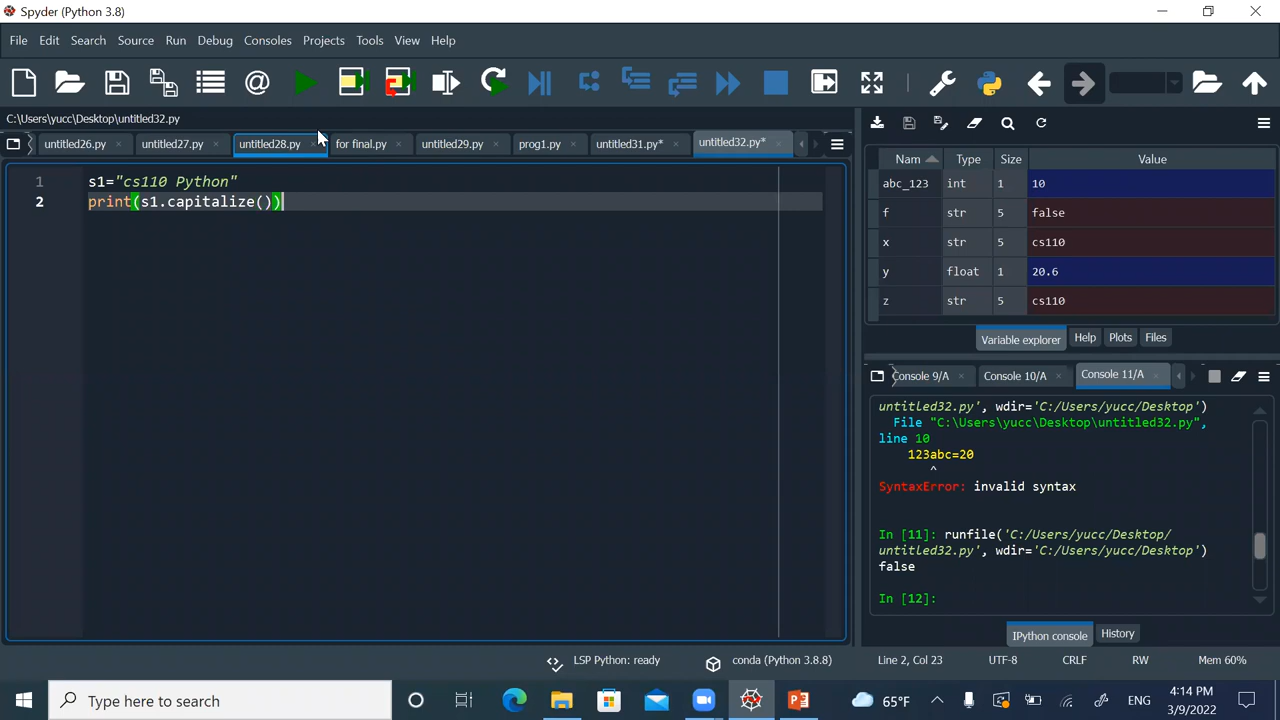 Spyder (Python 3.8)
File Edit Search Source Run Debug Consoles Projects Tools View Help
C:\Users\yucc\Desktop\untitled32.py
untitled26.py untitled27.py untitled28.py for final.py untitled29.py prog1.py untitled31.py* untitled32.py*
1 s1="cs110 Python"
2 print(s1.capitalize())
Nam Type Size Value
abc_123 int 1 10
f str 5 false
x str 5 cs110
y float 1 20.6
z str 5 cs110
Variable explorer Help Plots Files
Console 9/A Console 10/A Console 11/A
untitled32.py', wdir='C:/Users/yucc/Desktop')
File "C:\Users\yucc\Desktop\untitled32.py",
line 10
123abc=20
^
SyntaxError: invalid syntax
In [11]: runfile('C:/Users/yucc/Desktop/
untitled32.py', wdir='C:/Users/yucc/Desktop')
false
In [12]:
IPython console History
LSP Python: ready conda (Python 3.8.8) Line 2, Col 23 UTF-8 CRLF RW Mem 60%
Type here to search 65°F ENG 4:14 PM
3/9/2022